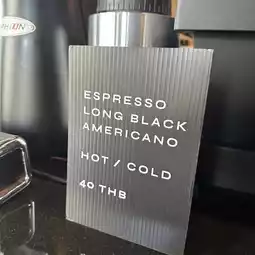 ESPRESSO
LONG BLACK
AMERICANO
HOT / COLD
40 THB